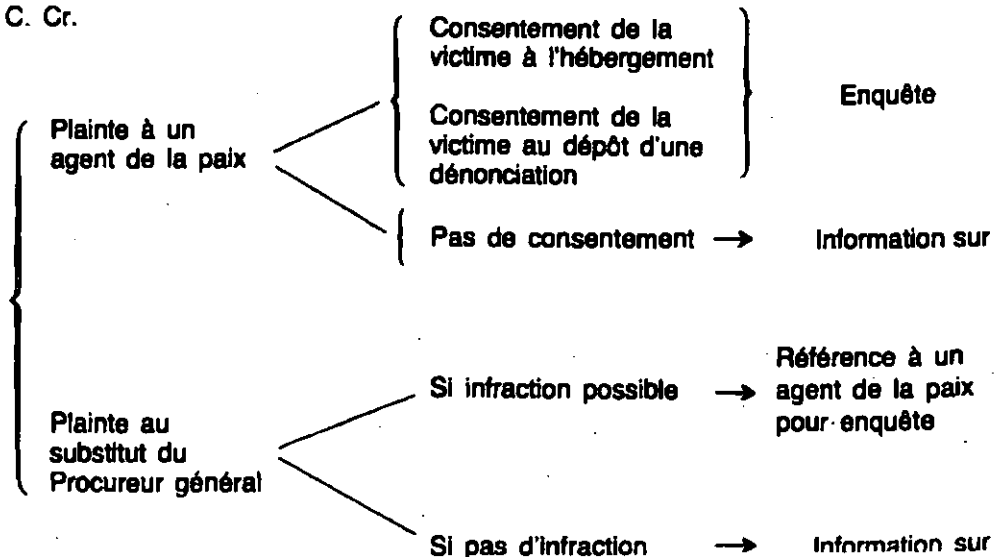 C. Cr.
Consentement de la
victime à l'hébergement
Consentement de la
victime au dépôt d'une
dénonciation
Enquête
Plainte à un
agent de la paix
Pas de consentement → Information sur
Si infraction possible →
Référence à un
agent de la paix
pour enquête
Plainte au
substitut du
Procureur général
Si pas d'infraction → Information sur